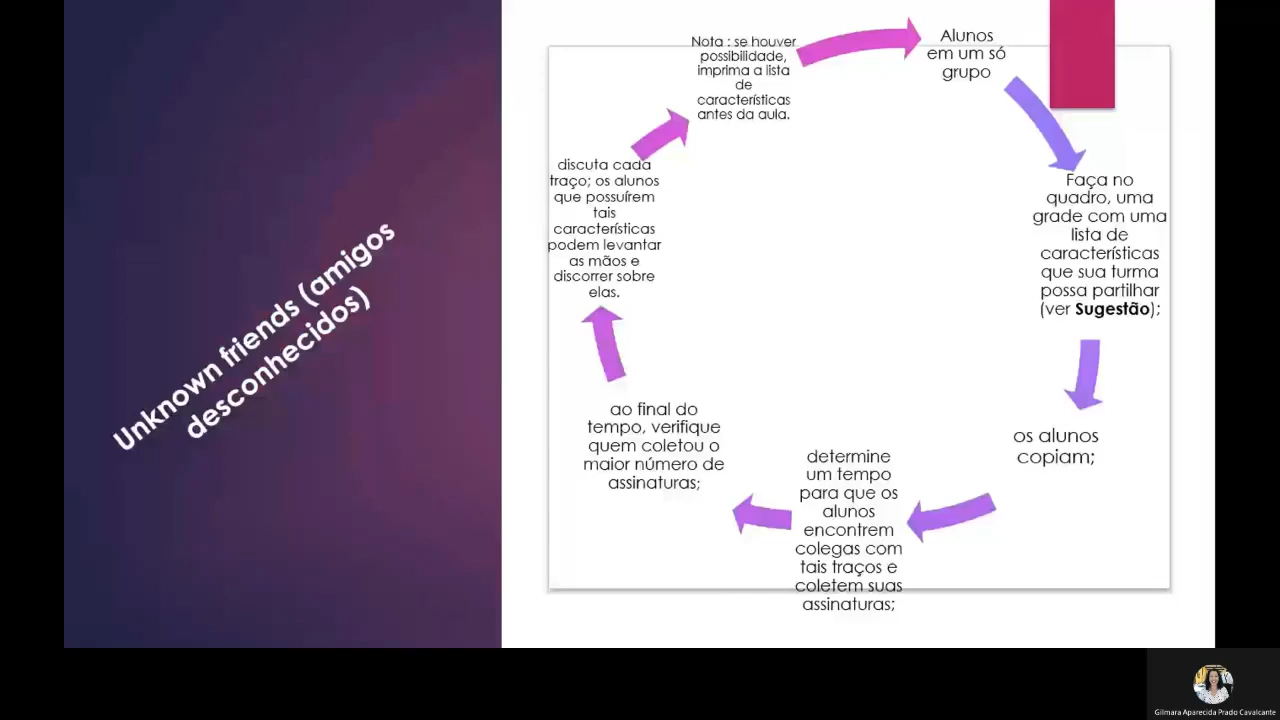 Unknown friends (amigos
desconhecidos)
Alunos
em um só
grupo
Faça no
quadro, uma
grade com uma
lista de
características
que sua turma
possa partilhar
(ver Sugestão);
os alunos
copiam;
determine
um tempo
para que os
alunos
encontrem
colegas com
tais traços e
coletem suas
assinaturas;
ao final do
tempo, verifique
quem coletou o
maior número de
assinaturas;
discuta cada
traço; os alunos
que possuírem
tais
características
podem levantar
as mãos e
discorrer sobre
elas.
Nota : se houver
possibilidade,
imprima a lista
de
características
antes da aula.
Gilmara Aparecida Prado Cavalcante